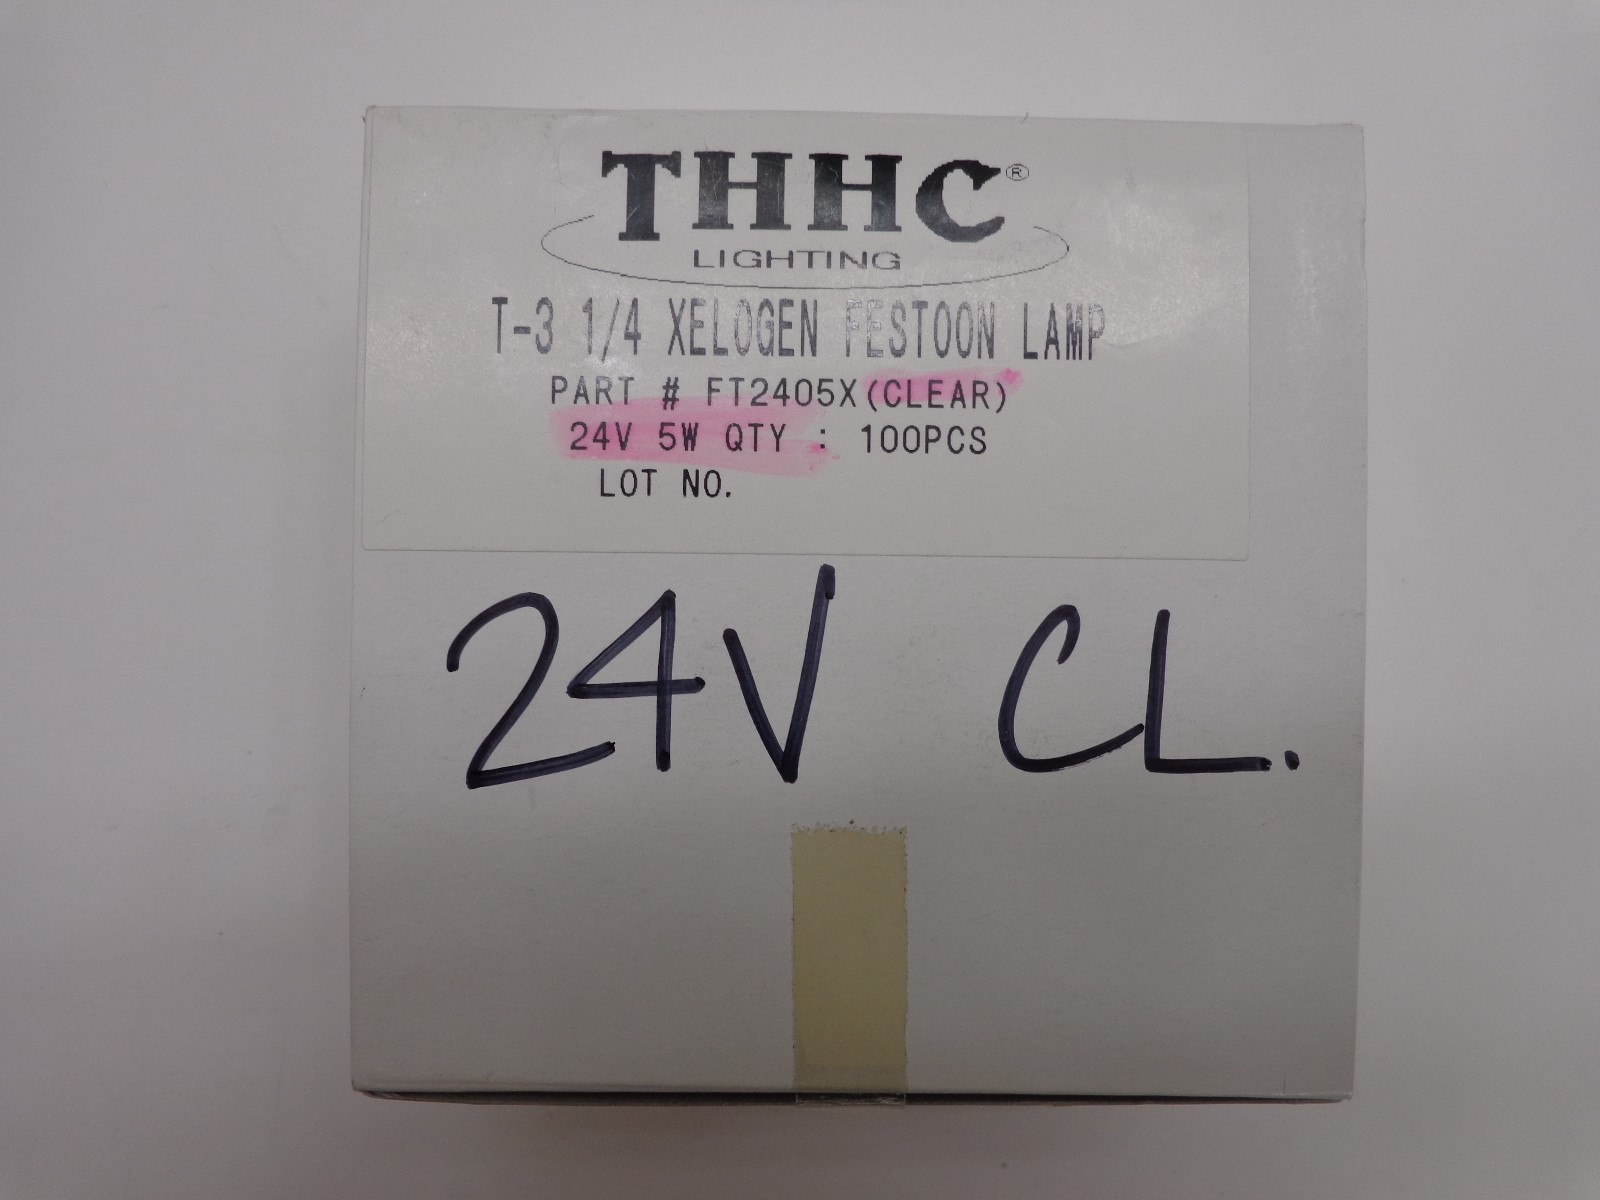 THHC®
LIGHTING
T-3 1/4 XELOGEN FESTOON LAMP
PART # FT2405X(CLEAR)
24V 5W QTY : 100PCS
LOT NO.
24V CL.